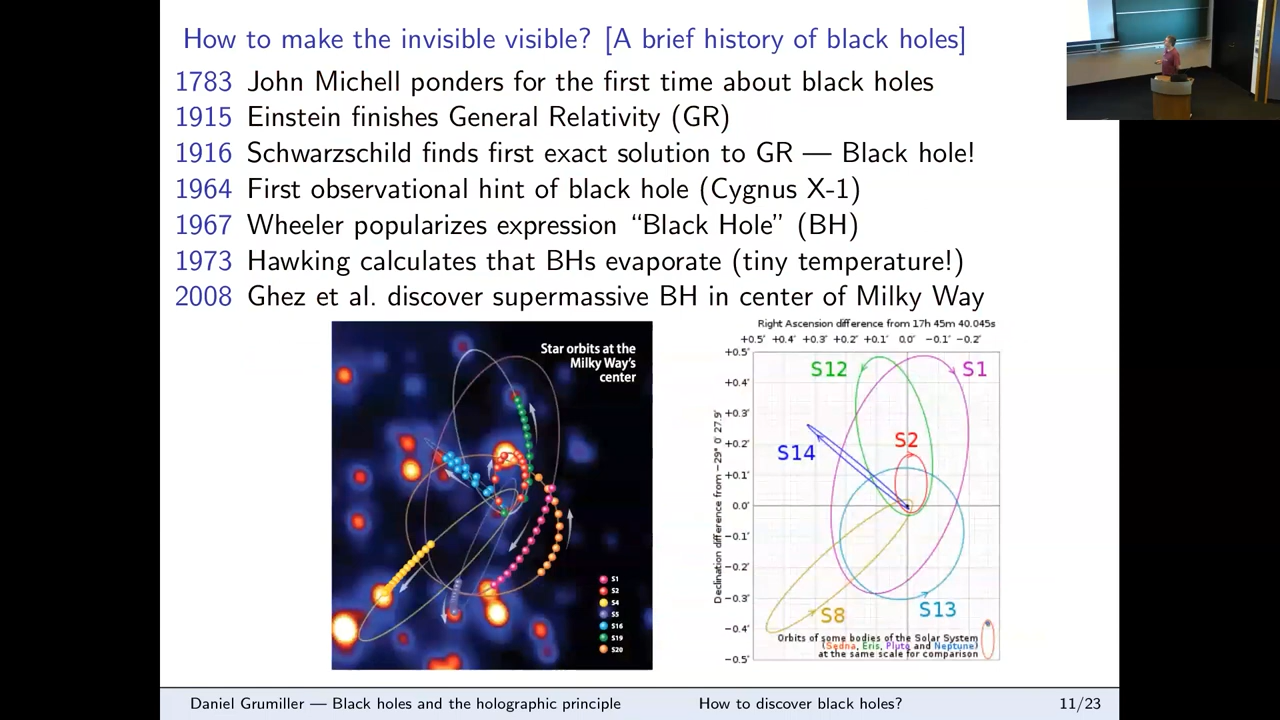 How to make the invisible visible? [A brief history of black holes]
1783 John Michell ponders for the first time about black holes
1915 Einstein finishes General Relativity (GR)
1916 Schwarzschild finds first exact solution to GR — Black hole!
1964 First observational hint of black hole (Cygnus X-1)
1967 Wheeler popularizes expression “Black Hole” (BH)
1973 Hawking calculates that BHs evaporate (tiny temperature!)
2008 Ghez et al. discover supermassive BH in center of Milky Way
Star orbits at the
Milky Way's
center
S1
S2
S4
S5
S16
S19
S20
Right Ascension difference from 17h 45m 40.045s
+0.5" +0.4" +0.3" +0.2" +0.1" 0.0" −0.1" −0.2"
Declination difference from −29° 0' 27.9"
+0.5"
+0.4"
+0.3"
+0.2"
+0.1"
0.0"
−0.1"
−0.2"
−0.3"
−0.4"
−0.5"
S12
S1
S2
S14
S13
S8
Orbits of some bodies of the Solar System
(Sedna, Eris, Pluto and Neptune)
at the same scale for comparison
Daniel Grumiller — Black holes and the holographic principle How to discover black holes? 11/23